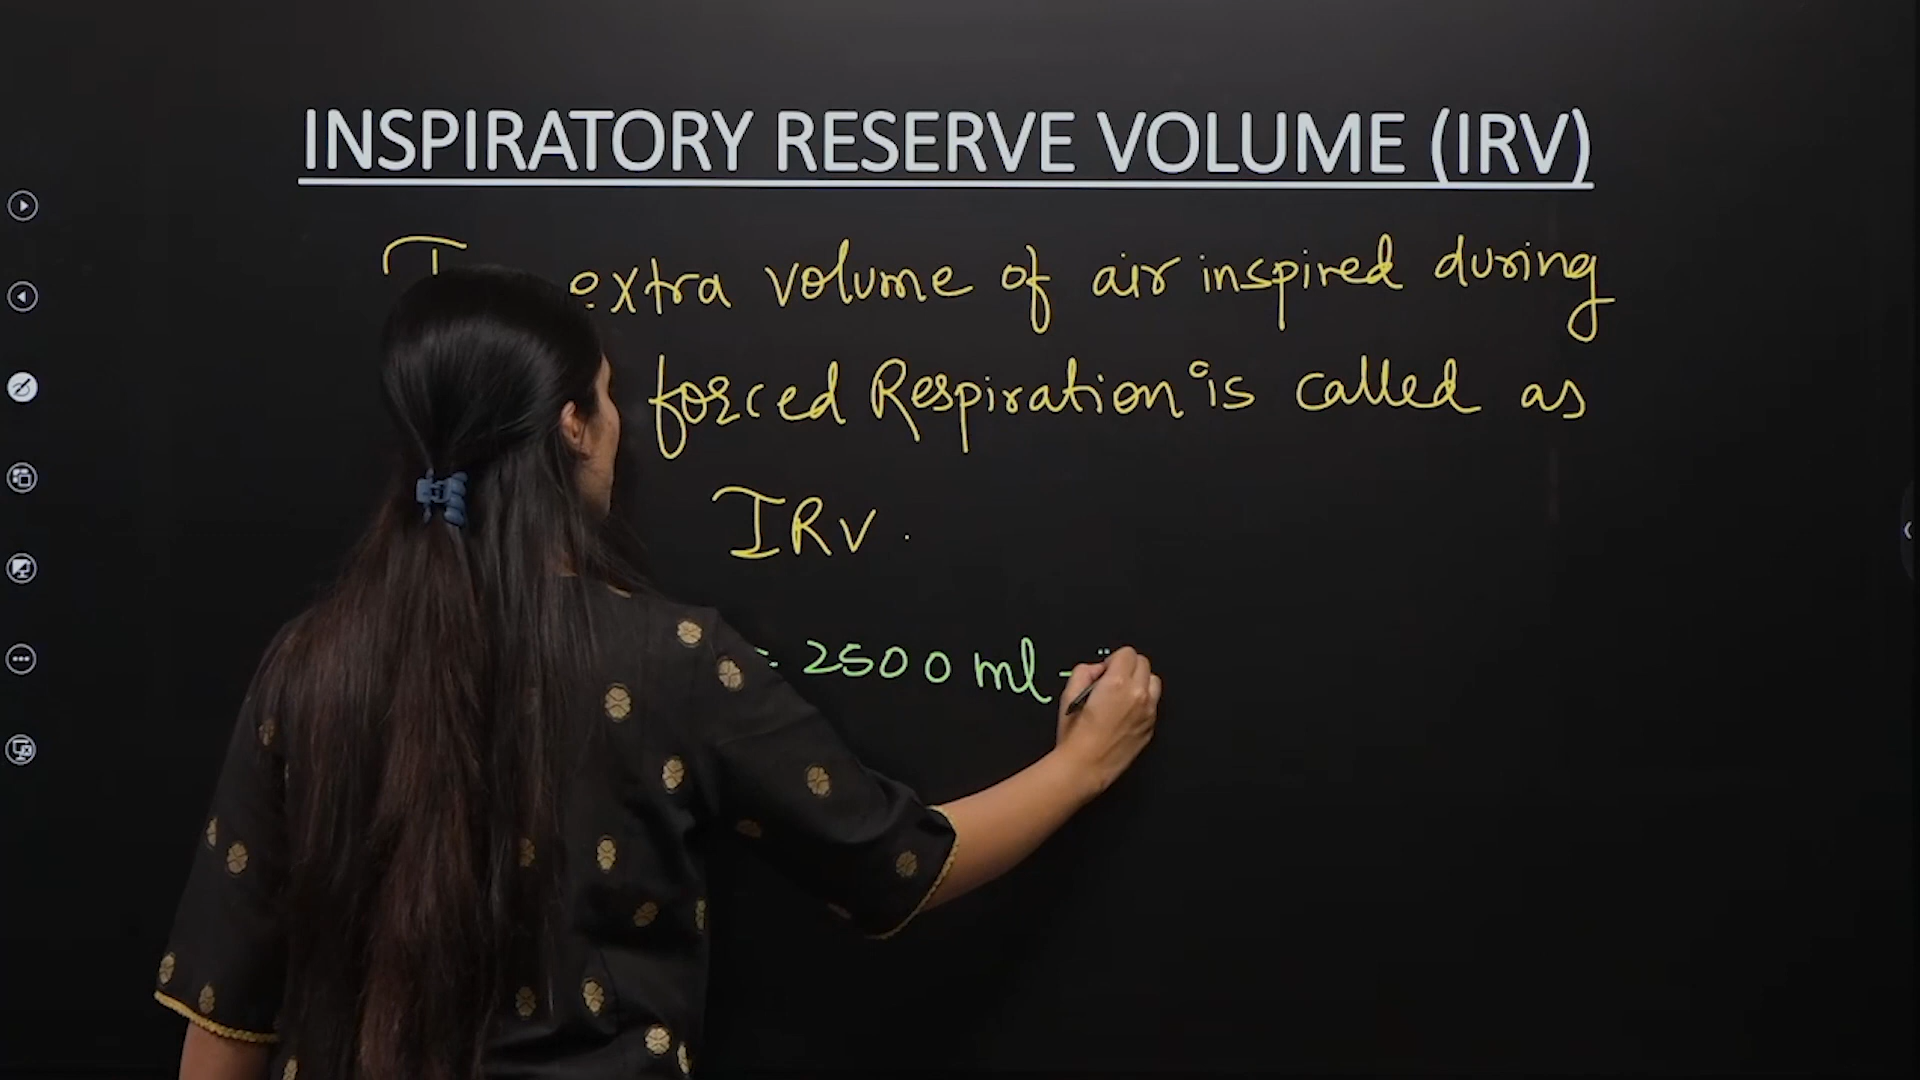 INSPIRATORY RESERVE VOLUME (IRV)
extra volume of air inspired during
forced Respiration is called as
IRV.
= 2500 ml -